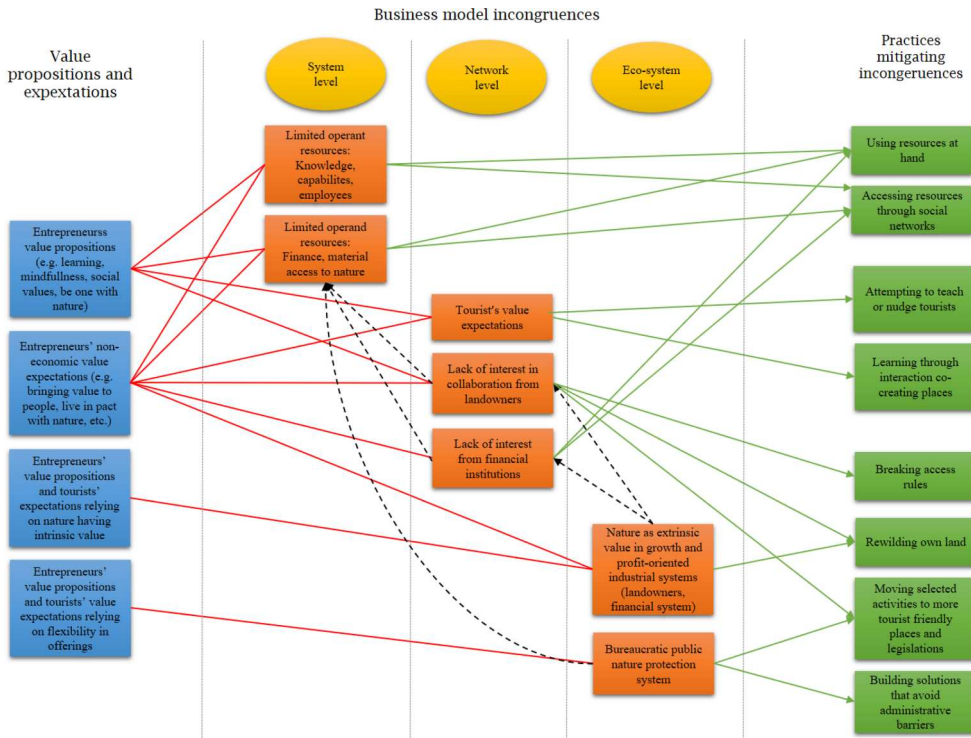 Business model incongruences
Value
propositions and
expextations
System
level
Network
level
Eco-system
level
Practices
mitigating
incongeruences
Limited operant
resources:
Knowledge,
capabilites,
employees
Using resources at
hand
Accessing resources
through social
networks
Entrepreneurss
value propositions
(e.g. learning,
mindfullness, social
values, be one with
nature)
Limited operand
resources:
Finance, material
access to nature
Tourist's value
expectations
Attempting to teach
or nudge tourists
Entrepreneurs' non-
economic value
expectations (e.g.
bringing value to
people, live in pact
with nature, etc.)
Lack of interest in
collaboration from
landowners
Learning through
interaction co-
creating places
Lack of interest
from financial
institutions
Breaking access
rules
Entrepreneurs'
value propositions
and tourists'
expectations relying
on nature having
intrinsic value
Nature as extrinsic
value in growth and
profit-oriented
industrial systems
(landowners,
financial system)
Rewilding own land
Entrepreneurs'
value propositions
and tourists' value
expectations relying
on flexibility in
offerings
Moving selected
activities to more
tourist friendly
places and
legislations
Bureaucratic public
nature protection
system
Building solutions
that avoid
administrative
barriers